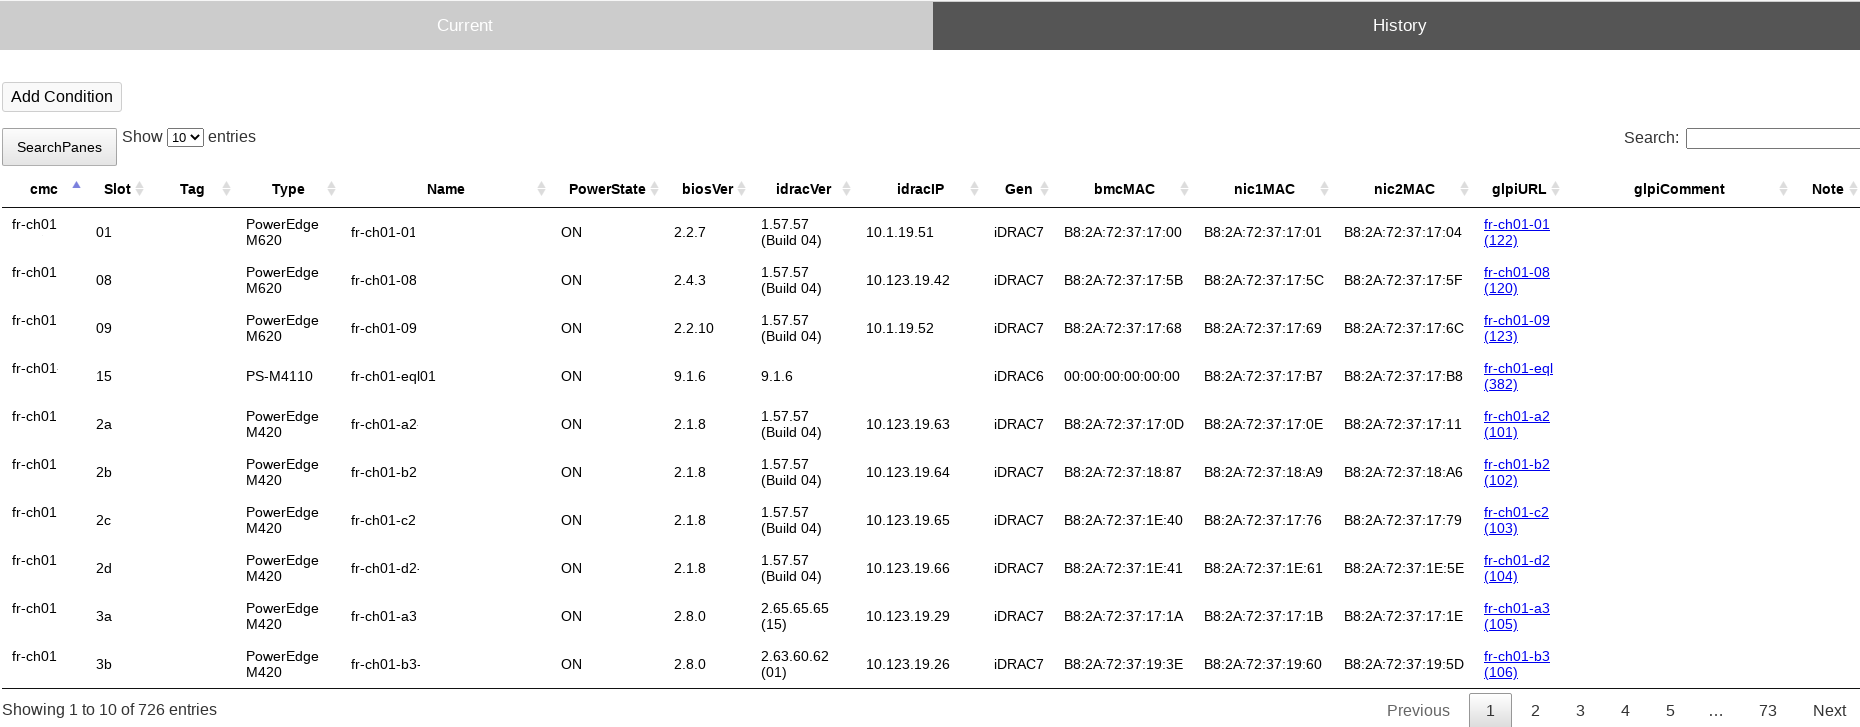 Current History
Add Condition
SearchPanes Show 10 entries Search:
cmc Slot Tag Type Name PowerState biosVer idracVer idracIP Gen bmcMAC nic1MAC nic2MAC glpiURL glpiComment Note
fr-ch01 01 PowerEdge M620 fr-ch01-01 ON 2.2.7 1.57.57 (Build 04) 10.1.19.51 iDRAC7 B8:2A:72:37:17:00 B8:2A:72:37:17:01 B8:2A:72:37:17:04 fr-ch01-01 (122)
fr-ch01 08 PowerEdge M620 fr-ch01-08 ON 2.4.3 1.57.57 (Build 04) 10.123.19.42 iDRAC7 B8:2A:72:37:17:5B B8:2A:72:37:17:5C B8:2A:72:37:17:5F fr-ch01-08 (120)
fr-ch01 09 PowerEdge M620 fr-ch01-09 ON 2.2.10 1.57.57 (Build 04) 10.1.19.52 iDRAC7 B8:2A:72:37:17:68 B8:2A:72:37:17:69 B8:2A:72:37:17:6C fr-ch01-09 (123)
fr-ch01 15 PS-M4110 fr-ch01-eql01 ON 9.1.6 9.1.6 iDRAC6 00:00:00:00:00:00 B8:2A:72:37:17:B7 B8:2A:72:37:17:B8 fr-ch01-eql (382)
fr-ch01 2a PowerEdge M420 fr-ch01-a2 ON 2.1.8 1.57.57 (Build 04) 10.123.19.63 iDRAC7 B8:2A:72:37:17:0D B8:2A:72:37:17:0E B8:2A:72:37:17:11 fr-ch01-a2 (101)
fr-ch01 2b PowerEdge M420 fr-ch01-b2 ON 2.1.8 1.57.57 (Build 04) 10.123.19.64 iDRAC7 B8:2A:72:37:18:87 B8:2A:72:37:18:A9 B8:2A:72:37:18:A6 fr-ch01-b2 (102)
fr-ch01 2c PowerEdge M420 fr-ch01-c2 ON 2.1.8 1.57.57 (Build 04) 10.123.19.65 iDRAC7 B8:2A:72:37:1E:40 B8:2A:72:37:17:76 B8:2A:72:37:17:79 fr-ch01-c2 (103)
fr-ch01 2d PowerEdge M420 fr-ch01-d2- ON 2.1.8 1.57.57 (Build 04) 10.123.19.66 iDRAC7 B8:2A:72:37:1E:41 B8:2A:72:37:1E:61 B8:2A:72:37:1E:5E fr-ch01-d2 (104)
fr-ch01 3a PowerEdge M420 fr-ch01-a3 ON 2.8.0 2.65.65.65 (15) 10.123.19.29 iDRAC7 B8:2A:72:37:17:1A B8:2A:72:37:17:1B B8:2A:72:37:17:1E fr-ch01-a3 (105)
fr-ch01 3b PowerEdge M420 fr-ch01-b3- ON 2.8.0 2.63.60.62 (01) 10.123.19.26 iDRAC7 B8:2A:72:37:19:3E B8:2A:72:37:19:60 B8:2A:72:37:19:5D fr-ch01-b3 (106)
Showing 1 to 10 of 726 entries Previous 1 2 3 4 5 … 73 Next